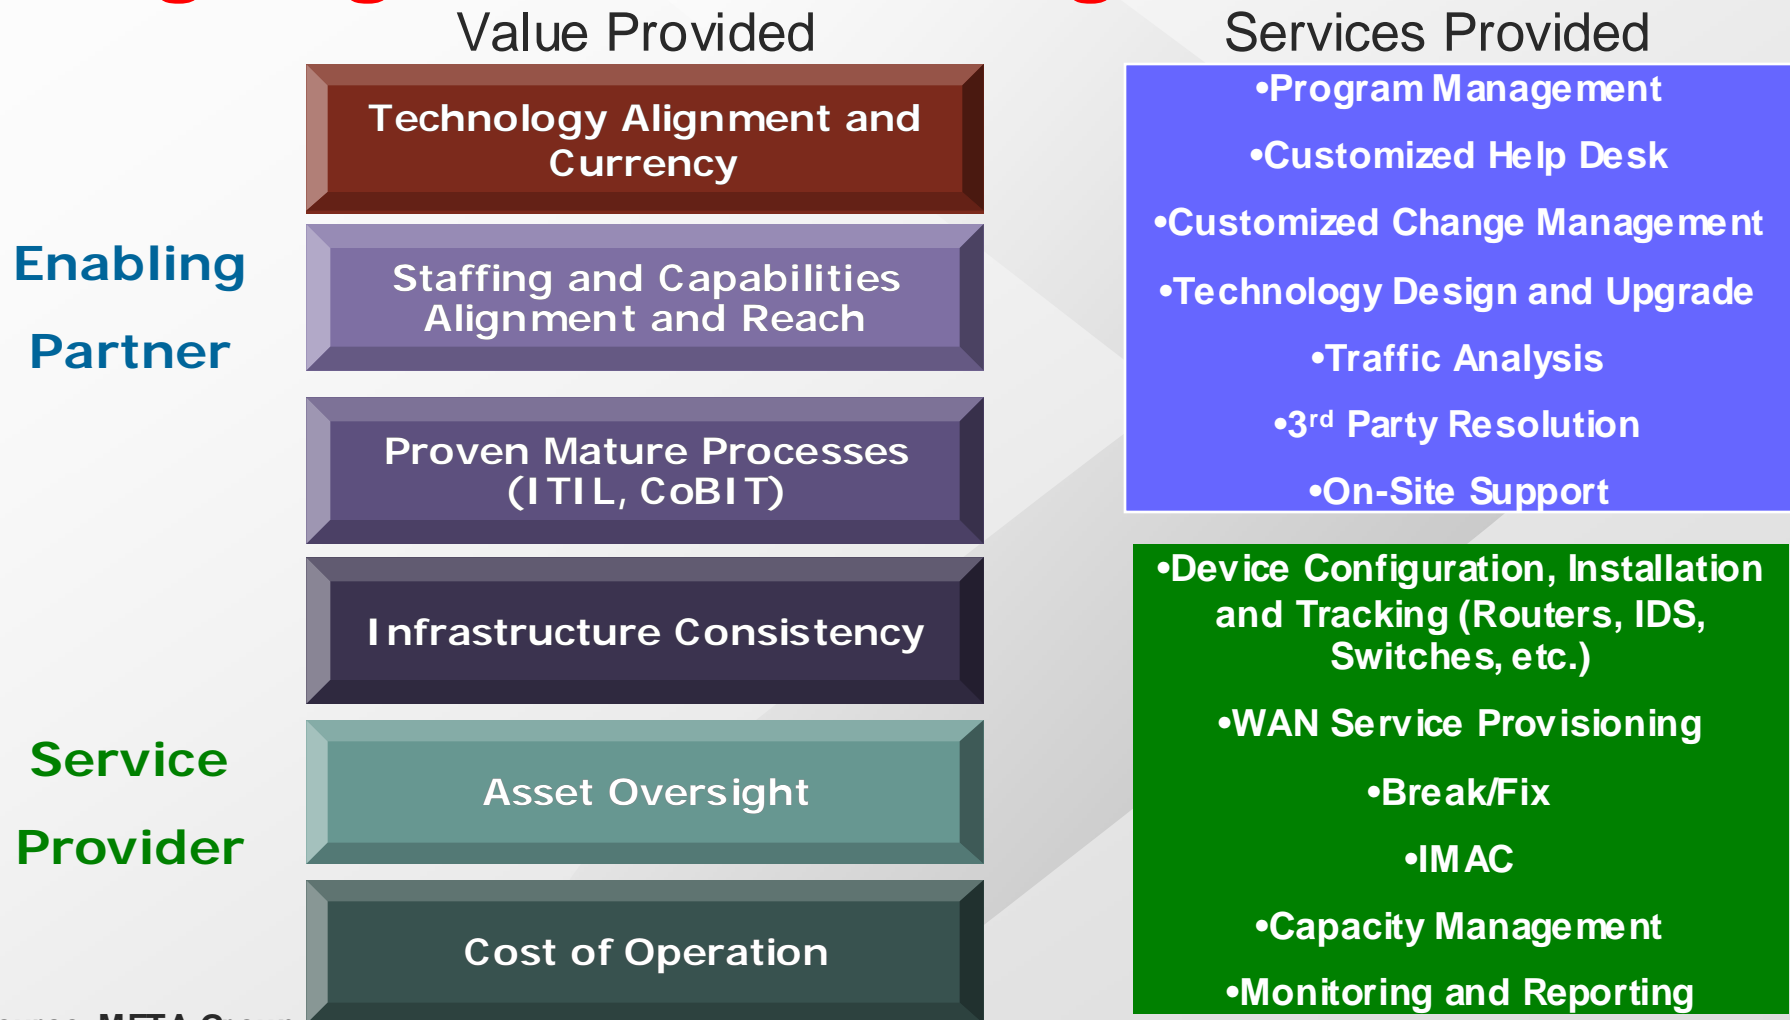 Value Provided
Services Provided
Technology Alignment and
Currency
Staffing and Capabilities
Alignment and Reach
Proven Mature Processes
(ITIL, CoBIT)
Infrastructure Consistency
Asset Oversight
Cost of Operation
Enabling
Partner
Service
Provider
•Program Management
•Customized Help Desk
•Customized Change Management
•Technology Design and Upgrade
•Traffic Analysis
•3rd Party Resolution
•On-Site Support
•Device Configuration, Installation
and Tracking (Routers, IDS,
Switches, etc.)
•WAN Service Provisioning
•Break/Fix
•IMAC
•Capacity Management
•Monitoring and Reporting